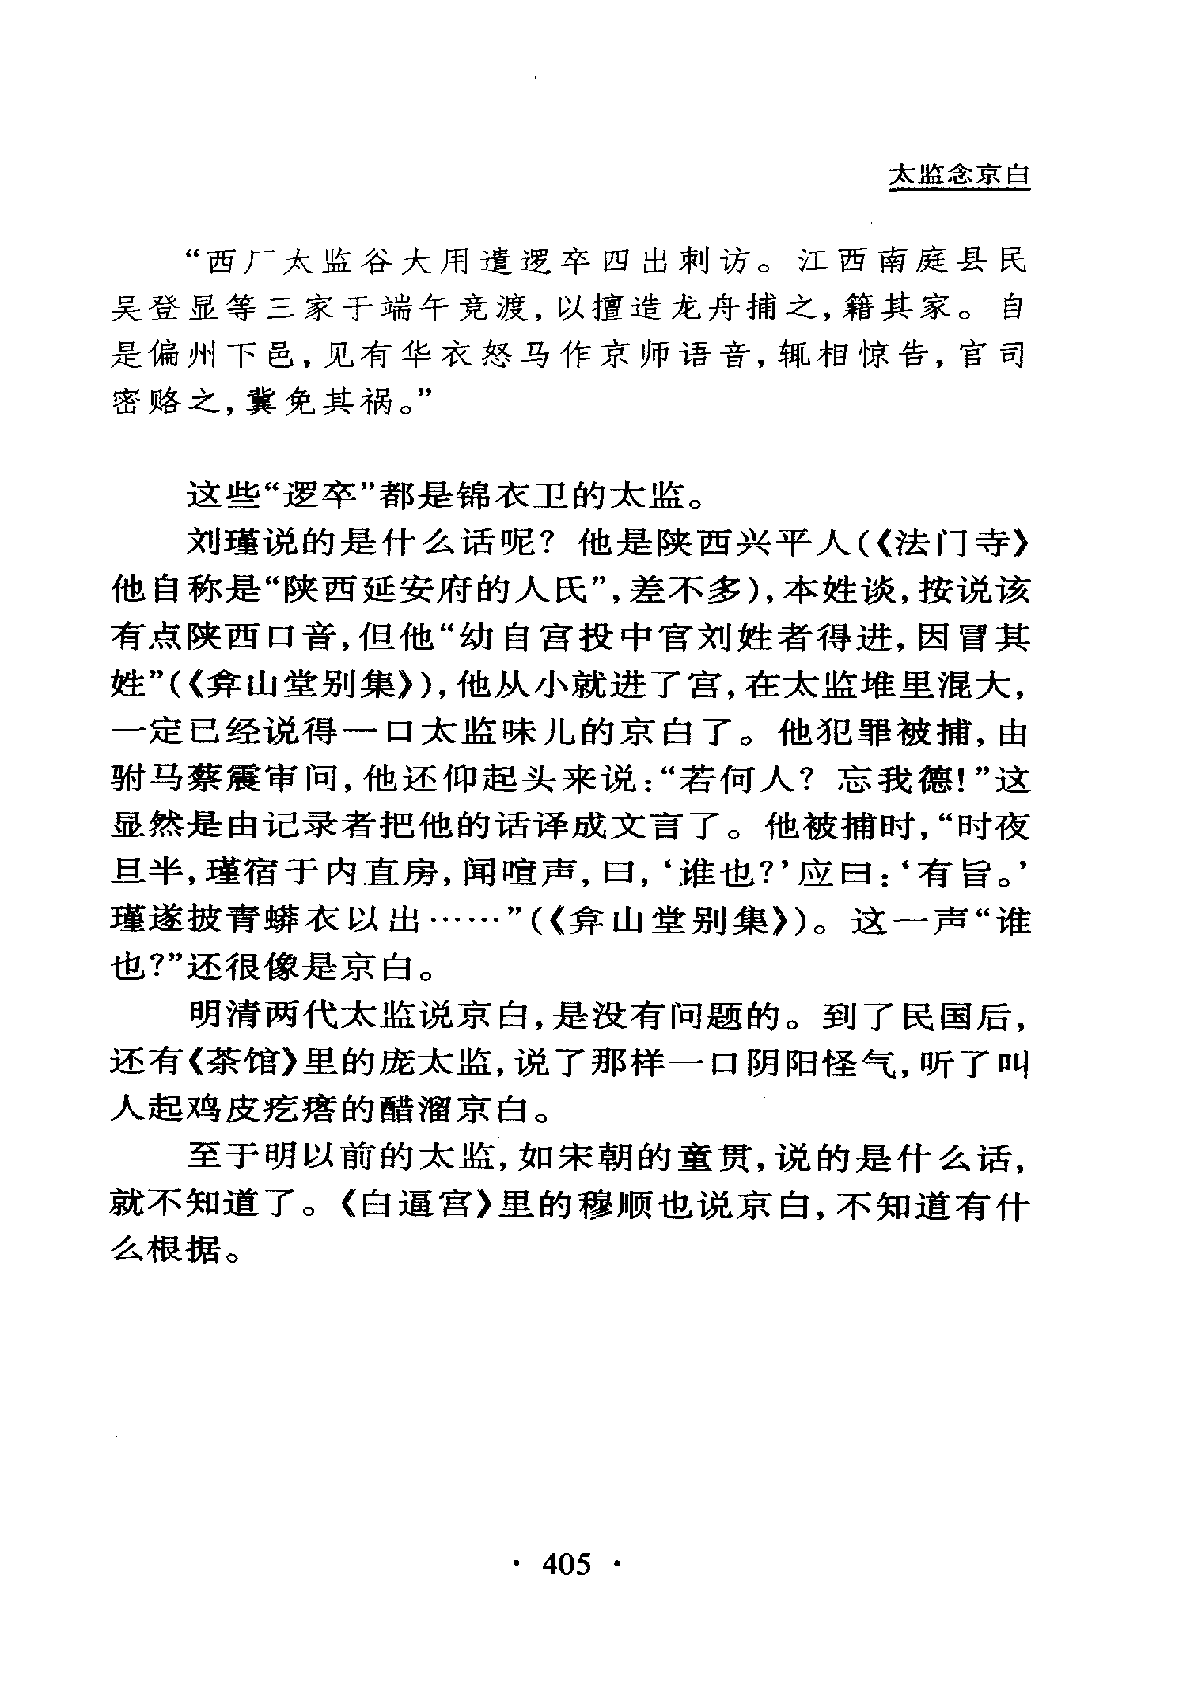 太监念京白
“西厂太监谷大用遣逻卒四出刺访。江西南庭县民
吴登显等三家于端午竞渡，以擅造龙舟捕之，籍其家。自
是偏州下邑，见有华衣怒马作京师语音，辄相惊告，官司
密赂之，冀免其祸。”
这些“逻卒”都是锦衣卫的太监。
刘瑾说的是什么话呢？他是陕西兴平人(《法门寺》
他自称是“陕西延安府的人氏”，差不多)，本姓谈，按说该
有点陕西口音，但他“幼自宫投中官刘姓者得进，因冒其
姓”(《弇山堂别集》)，他从小就进了宫，在太监堆里混大，
一定已经说得一口太监味儿的京白了。他犯罪被捕，由
驸马蔡震审问，他还仰起头来说：“若何人？忘我德！”这
显然是由记录者把他的话译成文言了。他被捕时，“时夜
旦半，瑾宿于内直房，闻喧声，曰，‘谁也？’应曰：‘有旨。’
瑾遂披青蟒衣以出……”(《弇山堂别集》)。这一声“谁
也？”还很像是京白。
明清两代太监说京白，是没有问题的。到了民国后，
还有《茶馆》里的庞太监，说了那样一口阴阳怪气，听了叫
人起鸡皮疙瘩的醋溜京白。
至于明以前的太监，如宋朝的童贯，说的是什么话，
就不知道了。《白逼宫》里的穆顺也说京白，不知道有什
么根据。
· 405 ·